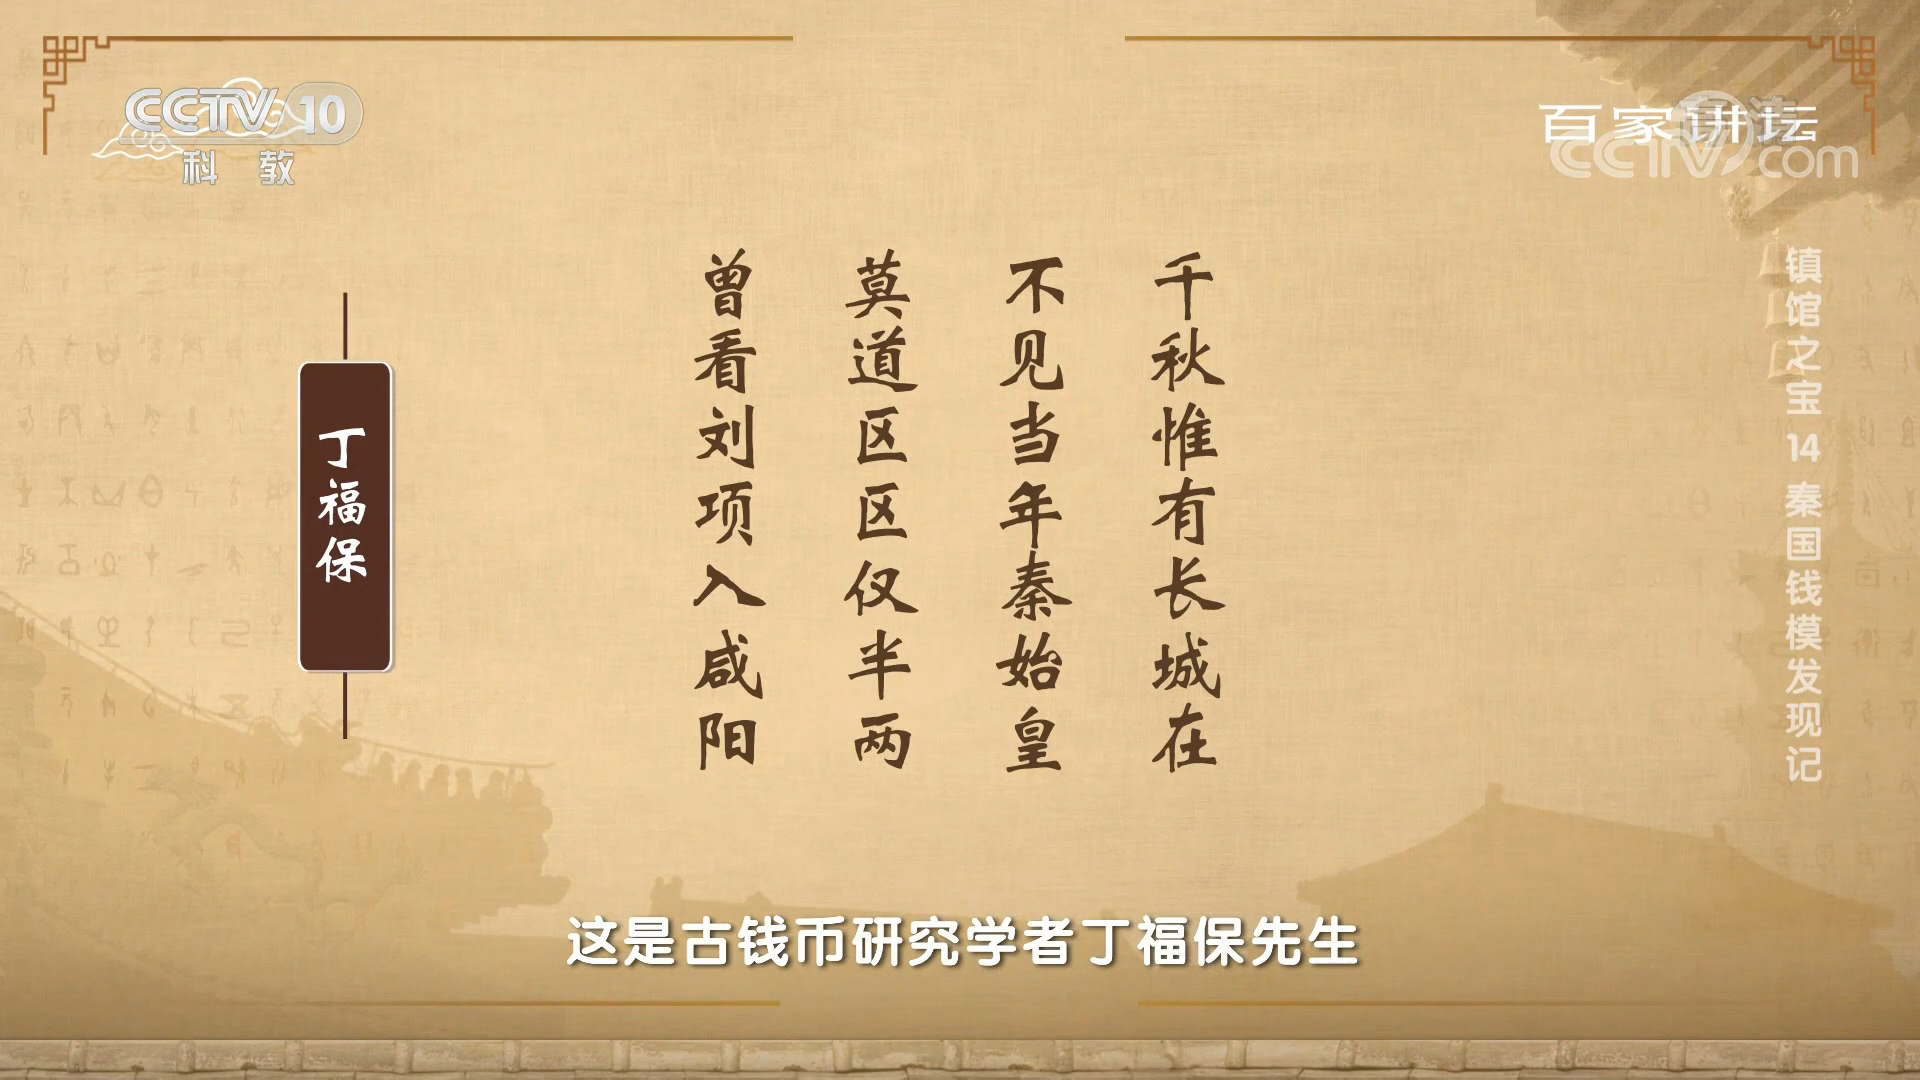 CCTV 10
科 教
百家讲坛
CCTV.com
镇馆之宝 14 秦国钱模发现记
千秋惟有长城在
不见当年秦始皇
莫道区区仅半两
曾看刘项入咸阳
丁福保
这是古钱币研究学者丁福保先生